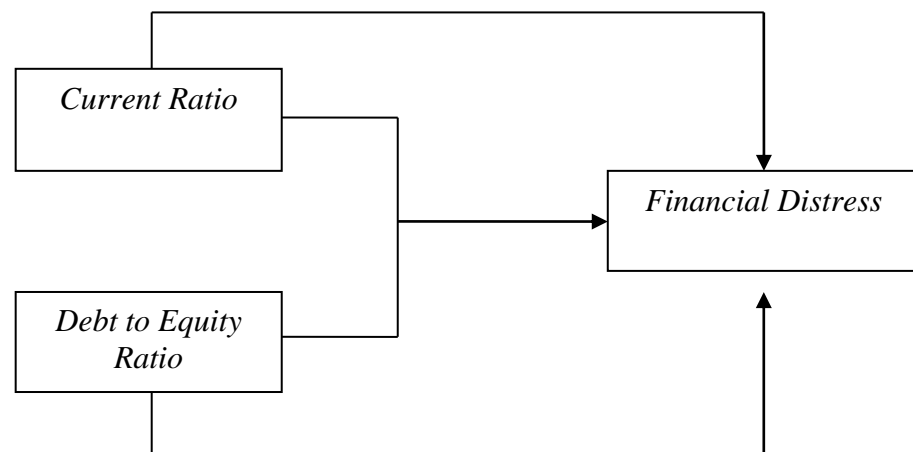 Current Ratio
Financial Distress
Debt to Equity
Ratio